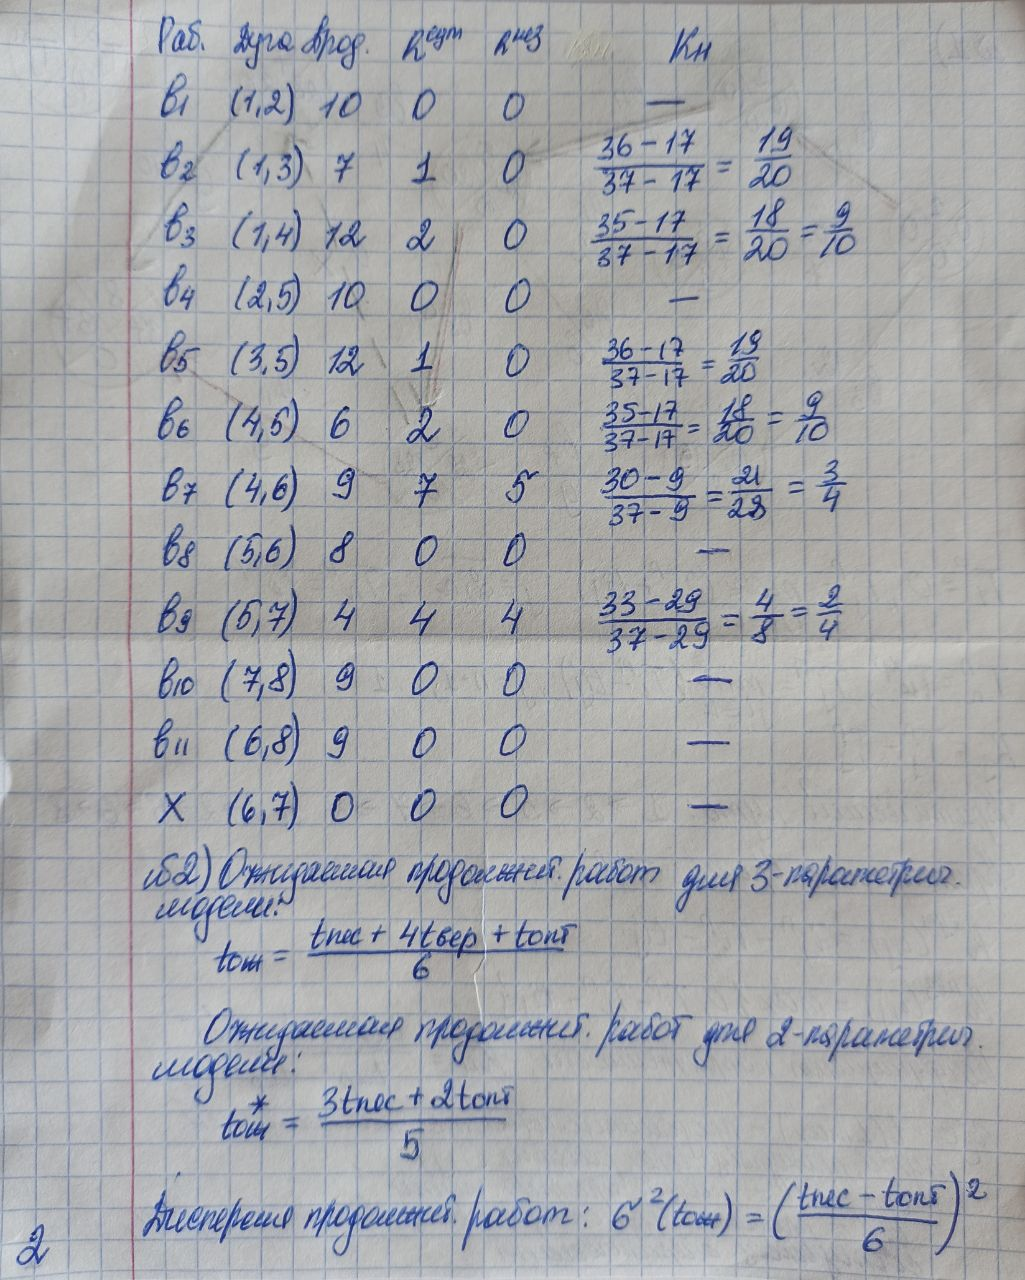 Раб. Дуга Прод. Rсум Rнез Кн
b1 (1,2) 10 0 0 —
b2 (1,3) 7 1 0 36-17/37-17 = 19/20
b3 (1,4) 12 2 0 35-17/37-17 = 18/20 = 9/10
b4 (2,5) 10 0 0 —
b5 (3,5) 12 1 0 36-17/37-17 = 19/20
b6 (4,5) 6 2 0 35-17/37-17 = 18/20 = 9/10
b7 (4,6) 9 7 5 30-9/37-9 = 21/28 = 3/4
b8 (5,6) 8 0 0 —
b9 (5,7) 4 4 4 33-29/37-29 = 4/8 = 2/4
b10 (7,8) 9 0 0 —
b11 (6,8) 9 0 0 —
X (6,7) 0 0 0 —
б2) Ожидаемая продолжит. работ для 3-параметрич.
модели:
tож = tпес + 4tвер + tопт / 6
Ожидаемая продолжит. работ для 2-параметрич.
модели:
tож* = 3tпес + 2tопт / 5
Дисперсия продолжит. работ: б²(tож) = (tпес - tопт / 6)²
2